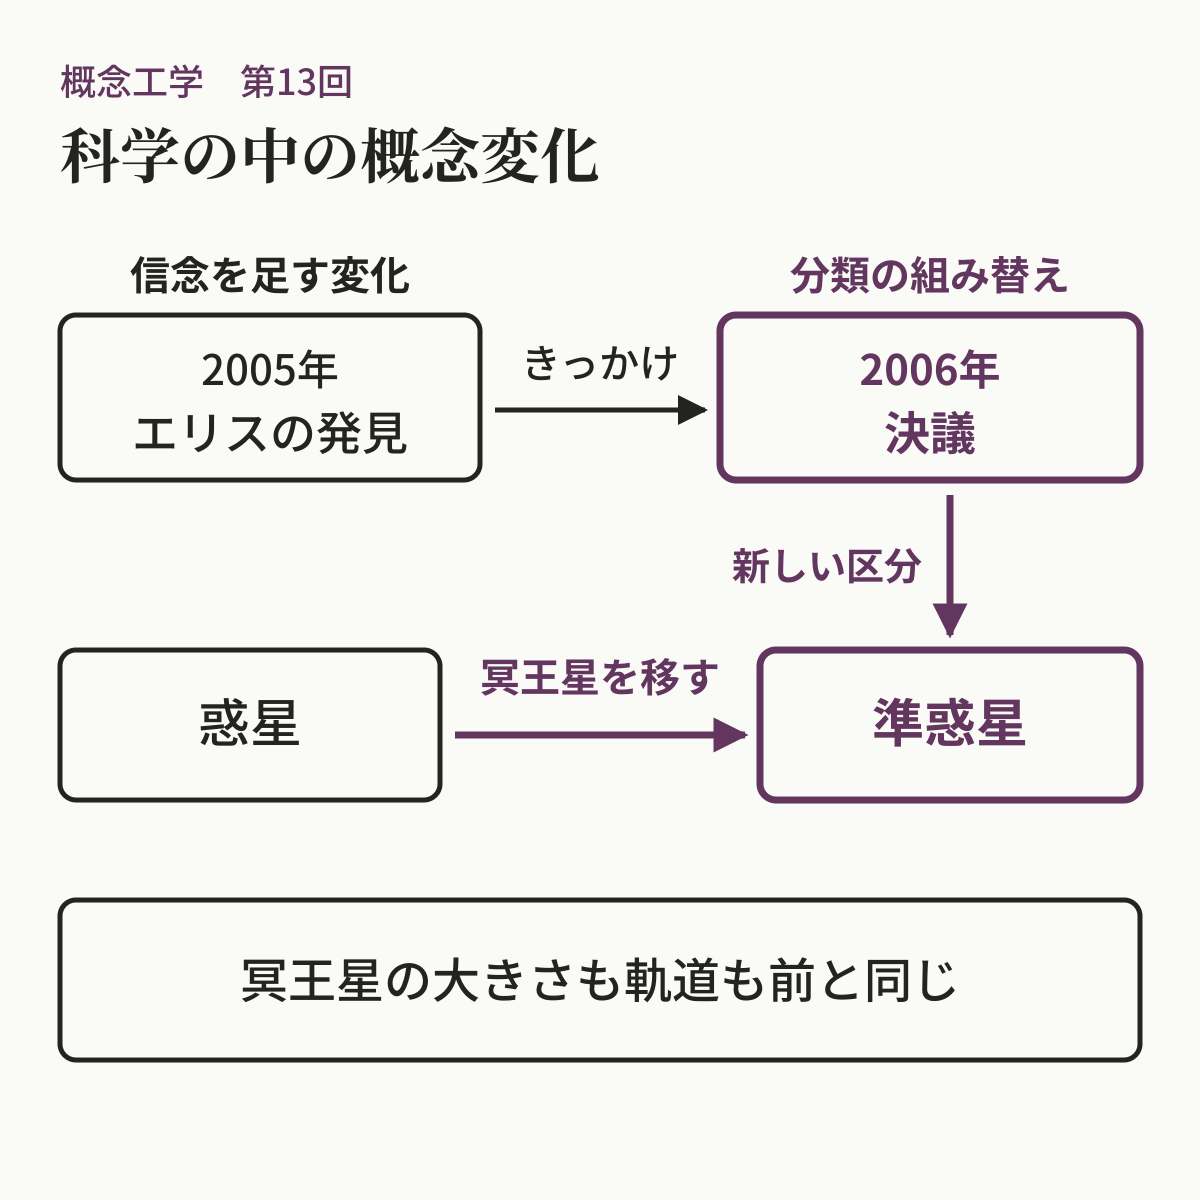 概念工学　第13回
科学の中の概念変化
信念を足す変化
分類の組み替え
2005年
エリスの発見
きっかけ
2006年
決議
新しい区分
惑星
冥王星を移す
準惑星
冥王星の大きさも軌道も前と同じ